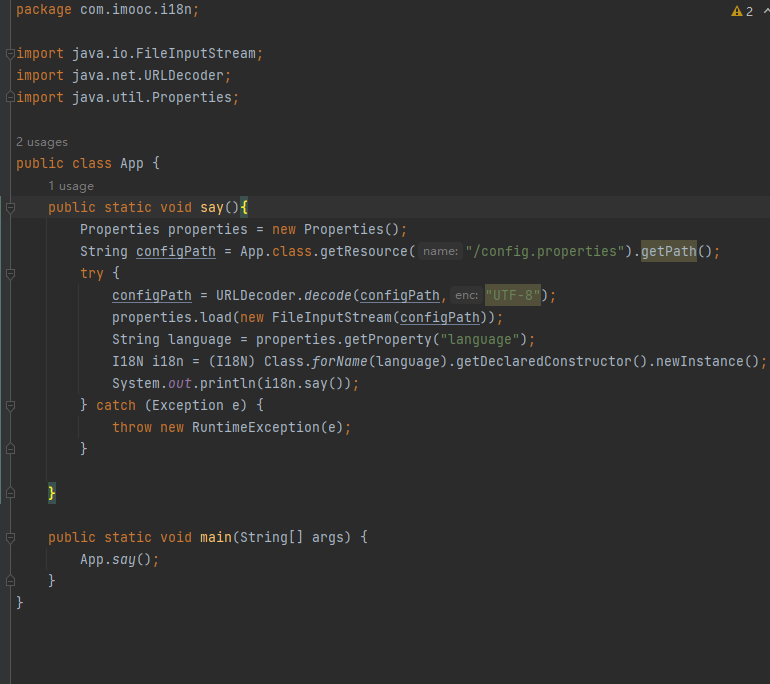 package com.imooc.i18n;
2
import java.io.FileInputStream;
import java.net.URLDecoder;
import java.util.Properties;
2 usages
public class App {
1 usage
public static void say(){
Properties properties = new Properties();
String configPath = App.class.getResource( name: "/config.properties").getPath();
try {
configPath = URLDecoder.decode(configPath, enc: "UTF-8");
properties.load(new FileInputStream(configPath));
String language = properties.getProperty("language");
I18N i18n = (I18N) Class.forName(language).getDeclaredConstructor().newInstance();
System.out.println(i18n.say());
} catch (Exception e) {
throw new RuntimeException(e);
}
}
public static void main(String[] args) {
App.say();
}
}